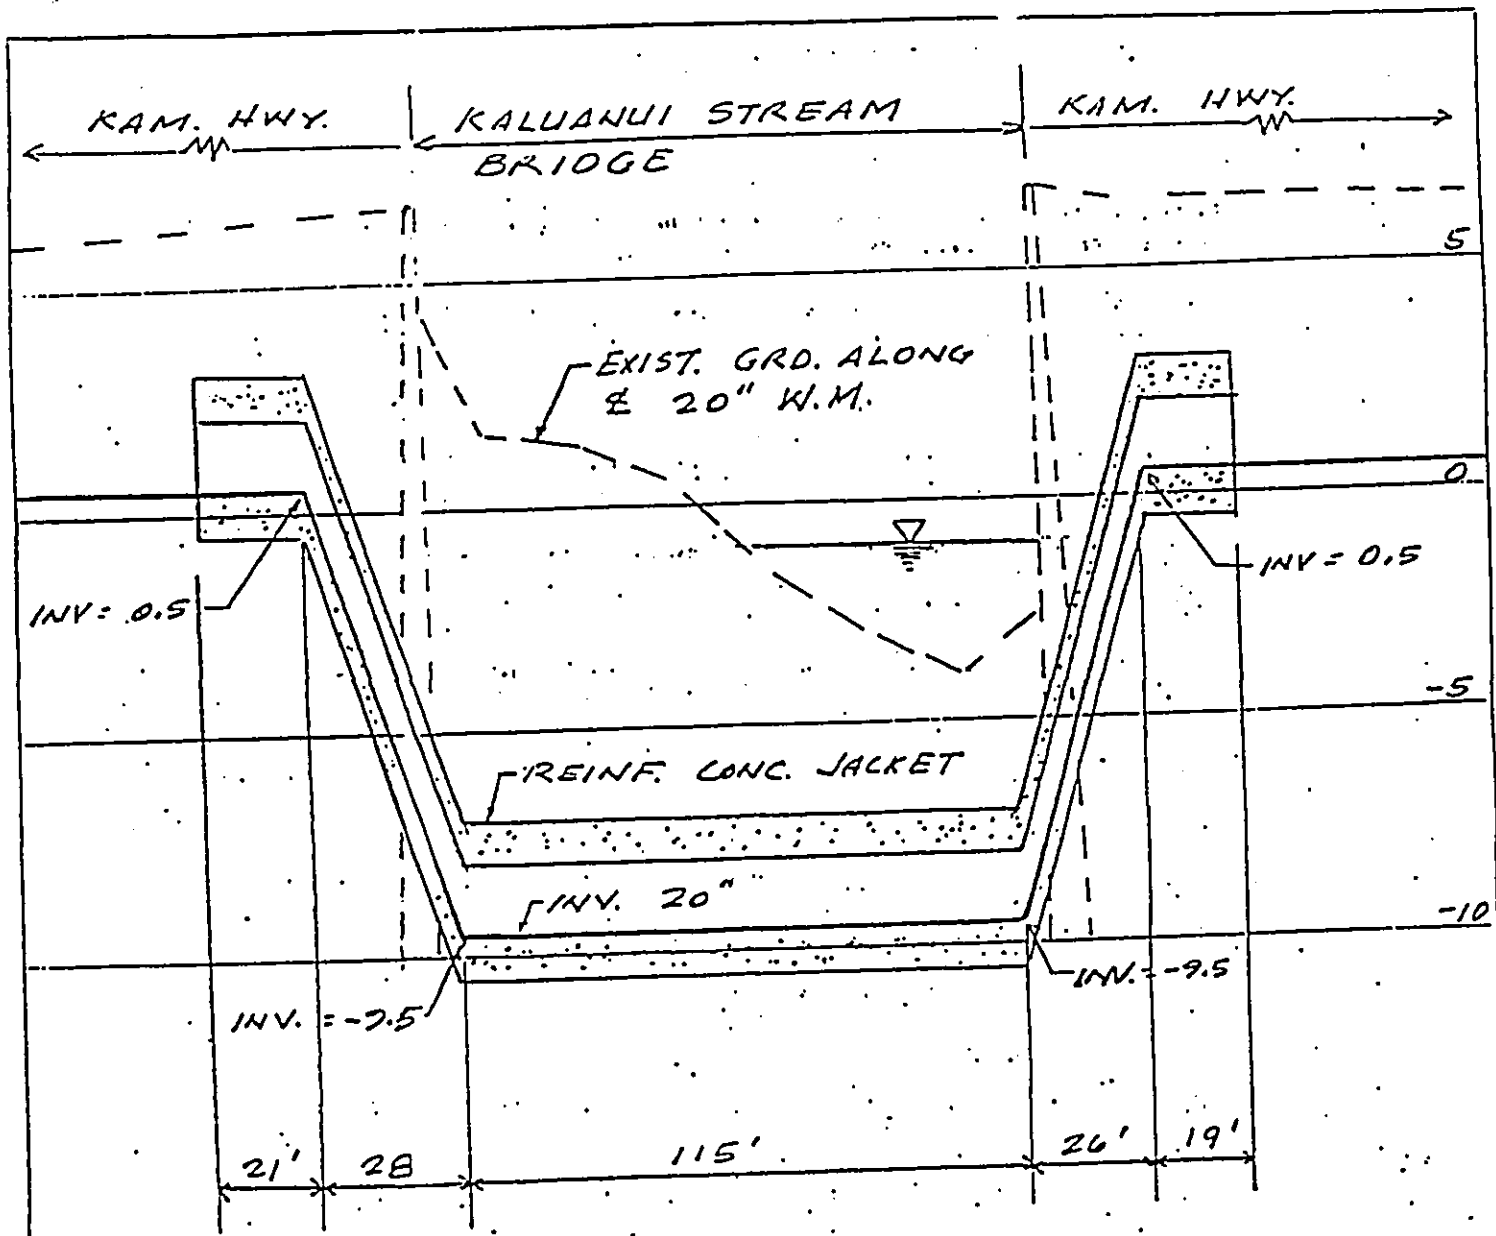 KAM. HWY.
KALUANUI STREAM
BRIDGE
KAM. HWY.
5
EXIST. GRD. ALONG
℄ 20" W.M.
0
INV = 0.5
INV = 0.5
-5
REINF. CONC. JACKET
INV. 20"
-10
INV. = -9.5
INV. = -9.5
21'
28
115'
26'
19'